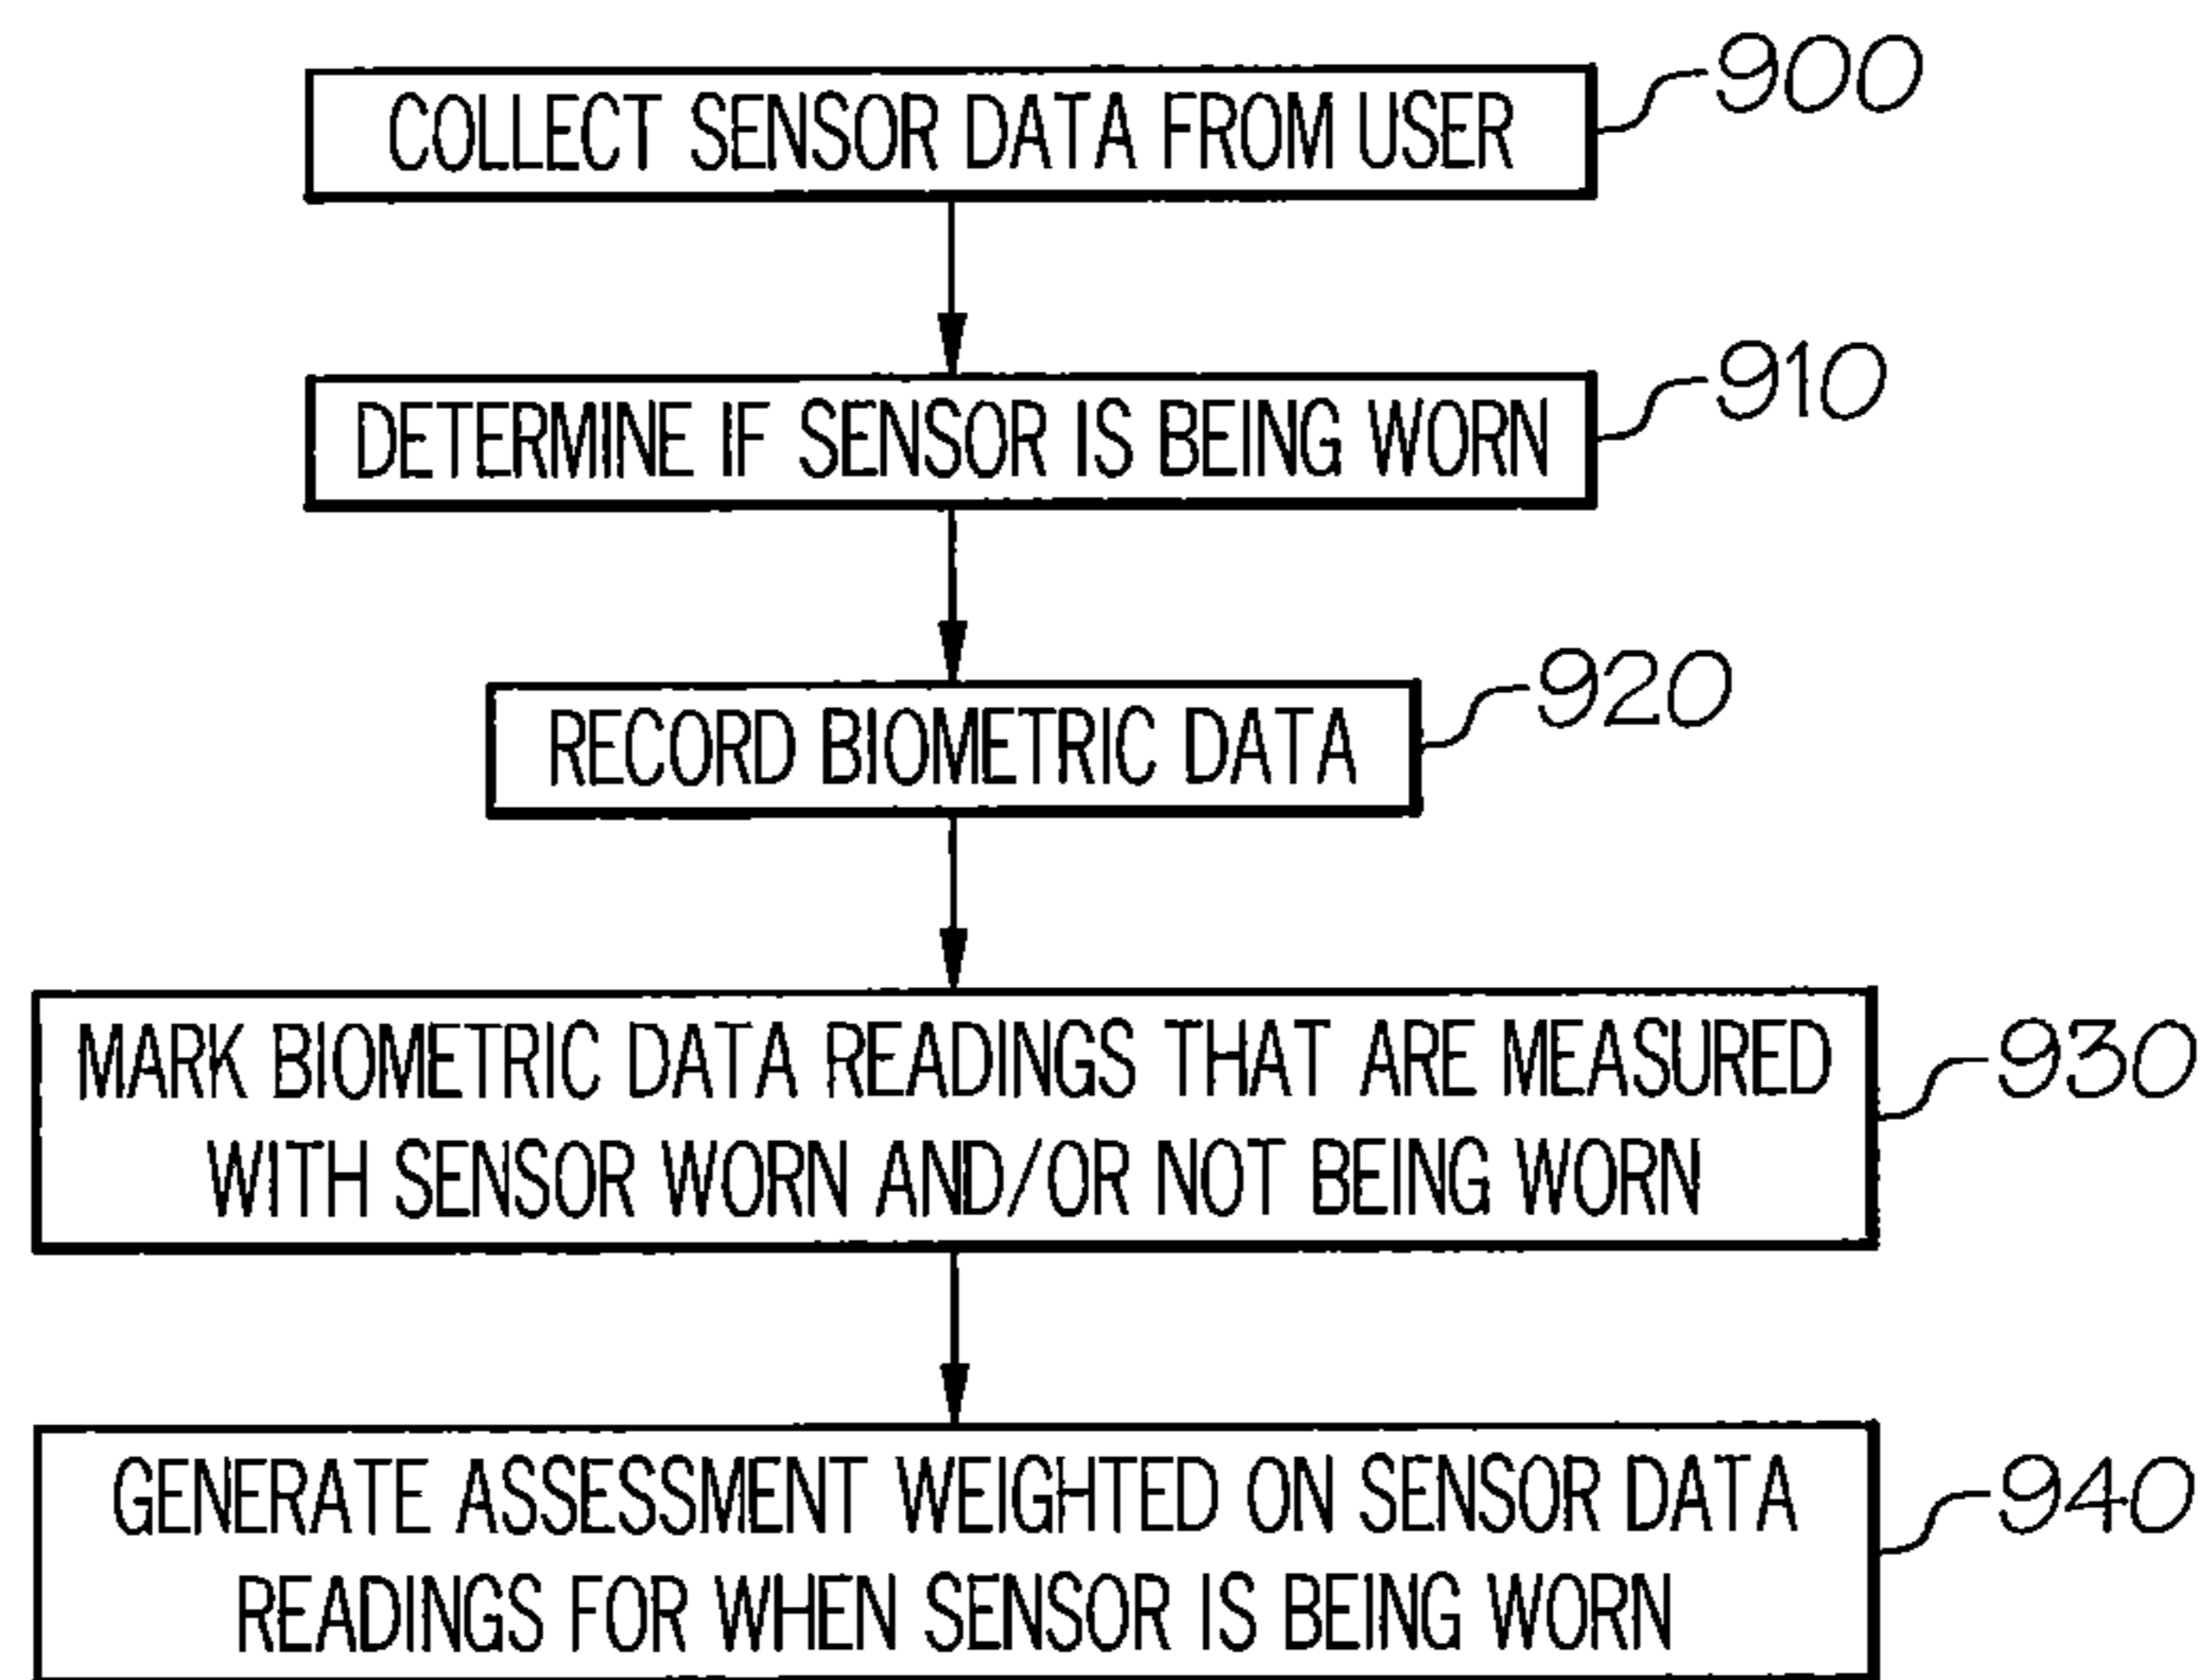 COLLECT SENSOR DATA FROM USER
900
DETERMINE IF SENSOR IS BEING WORN
910
RECORD BIOMETRIC DATA
920
MARK BIOMETRIC DATA READINGS THAT ARE MEASURED
WITH SENSOR WORN AND/OR NOT BEING WORN
930
GENERATE ASSESSMENT WEIGHTED ON SENSOR DATA
READINGS FOR WHEN SENSOR IS BEING WORN
940